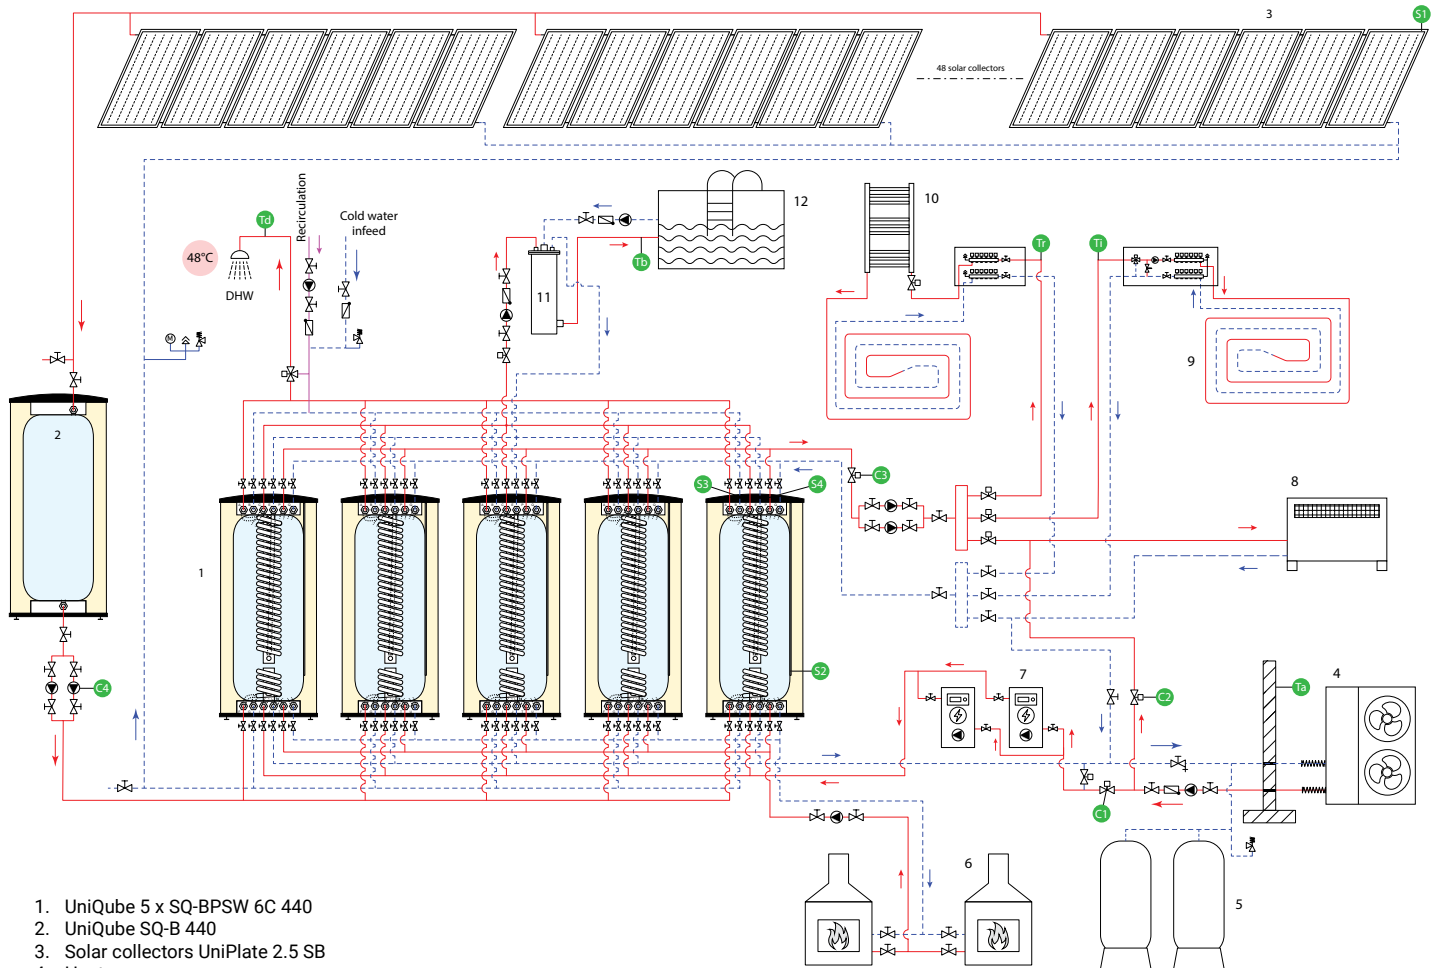 3
S1
48 solar collectors
Recirculation
Cold water
infeed
Td
48°C
DHW
12
Tb
11
10
Tr
Ti
9
M
2
1
S3
S4
C3
8
S2
C4
7
C2
Ta
4
C1
6
5
1. UniQube 5 x SQ-BPSW 6C 440
2. UniQube SQ-B 440
3. Solar collectors UniPlate 2.5 SB